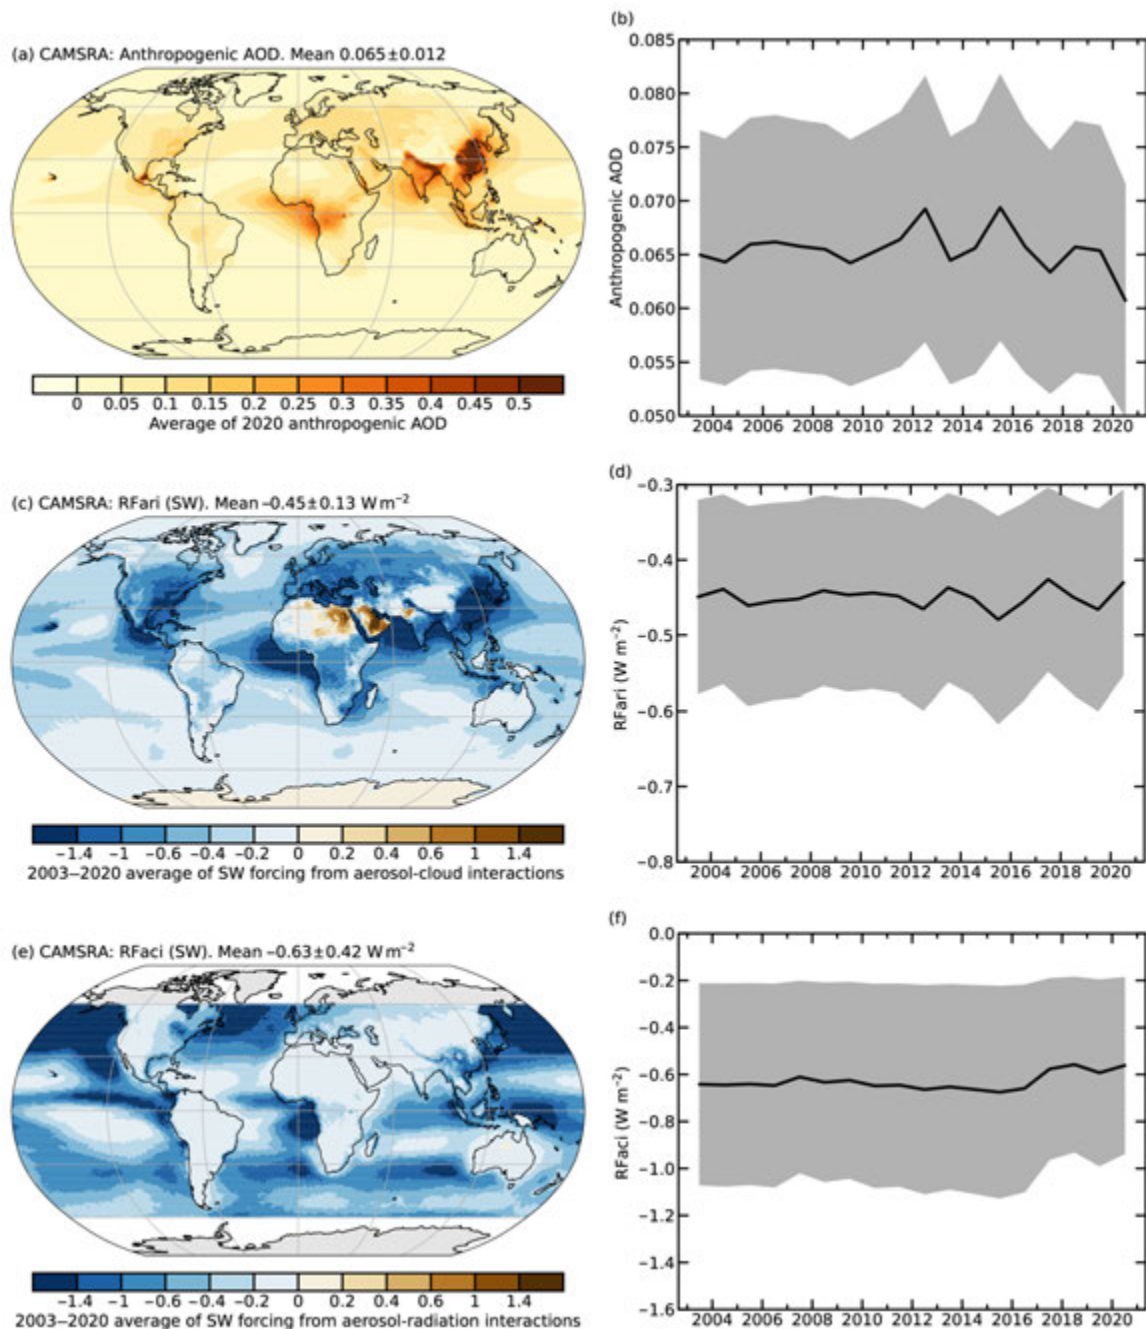 (a) CAMSRA: Anthropogenic AOD. Mean 0.065±0.012
0 0.05 0.1 0.15 0.2 0.25 0.3 0.35 0.4 0.45 0.5
Average of 2020 anthropogenic AOD
(b)
Anthropogenic AOD
0.085
0.080
0.075
0.070
0.065
0.060
0.055
0.050
2004 2006 2008 2010 2012 2014 2016 2018 2020
(c) CAMSRA: RFari (SW). Mean –0.45±0.13 W m⁻²
–1.4 –1 –0.6 –0.4 –0.2 0 0.2 0.4 0.6 1 1.4
2003–2020 average of SW forcing from aerosol-cloud interactions
(d)
RFari (W m⁻²)
–0.3
–0.4
–0.5
–0.6
–0.7
–0.8
2004 2006 2008 2010 2012 2014 2016 2018 2020
(e) CAMSRA: RFaci (SW). Mean –0.63±0.42 W m⁻²
–1.4 –1 –0.6 –0.4 –0.2 0 0.2 0.4 0.6 1 1.4
2003–2020 average of SW forcing from aerosol-radiation interactions
(f)
RFaci (W m⁻²)
0.0
–0.2
–0.4
–0.6
–0.8
–1.0
–1.2
–1.4
–1.6
2004 2006 2008 2010 2012 2014 2016 2018 2020